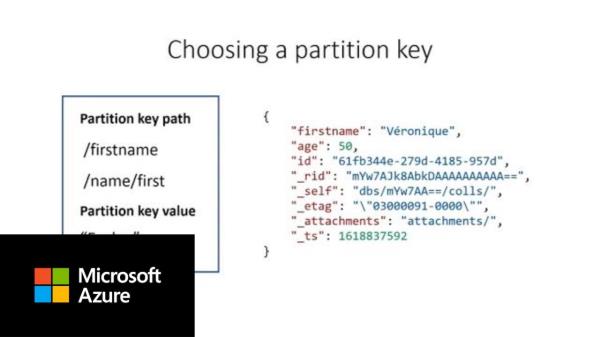 Choosing a partition key
Partition key path
/firstname
/name/first
Partition key value
{
"firstname": "Véronique",
"age": 50,
"id": "61fb344e-279d-4185-957d",
"_rid": "mYw7AJk8AbkDAAAAAAAAAA==",
"_self": "dbs/mYw7AA==/colls/",
"_etag": "\"03000091-0000\"",
"_attachments": "attachments/",
"_ts": 1618837592
}
Microsoft
Azure